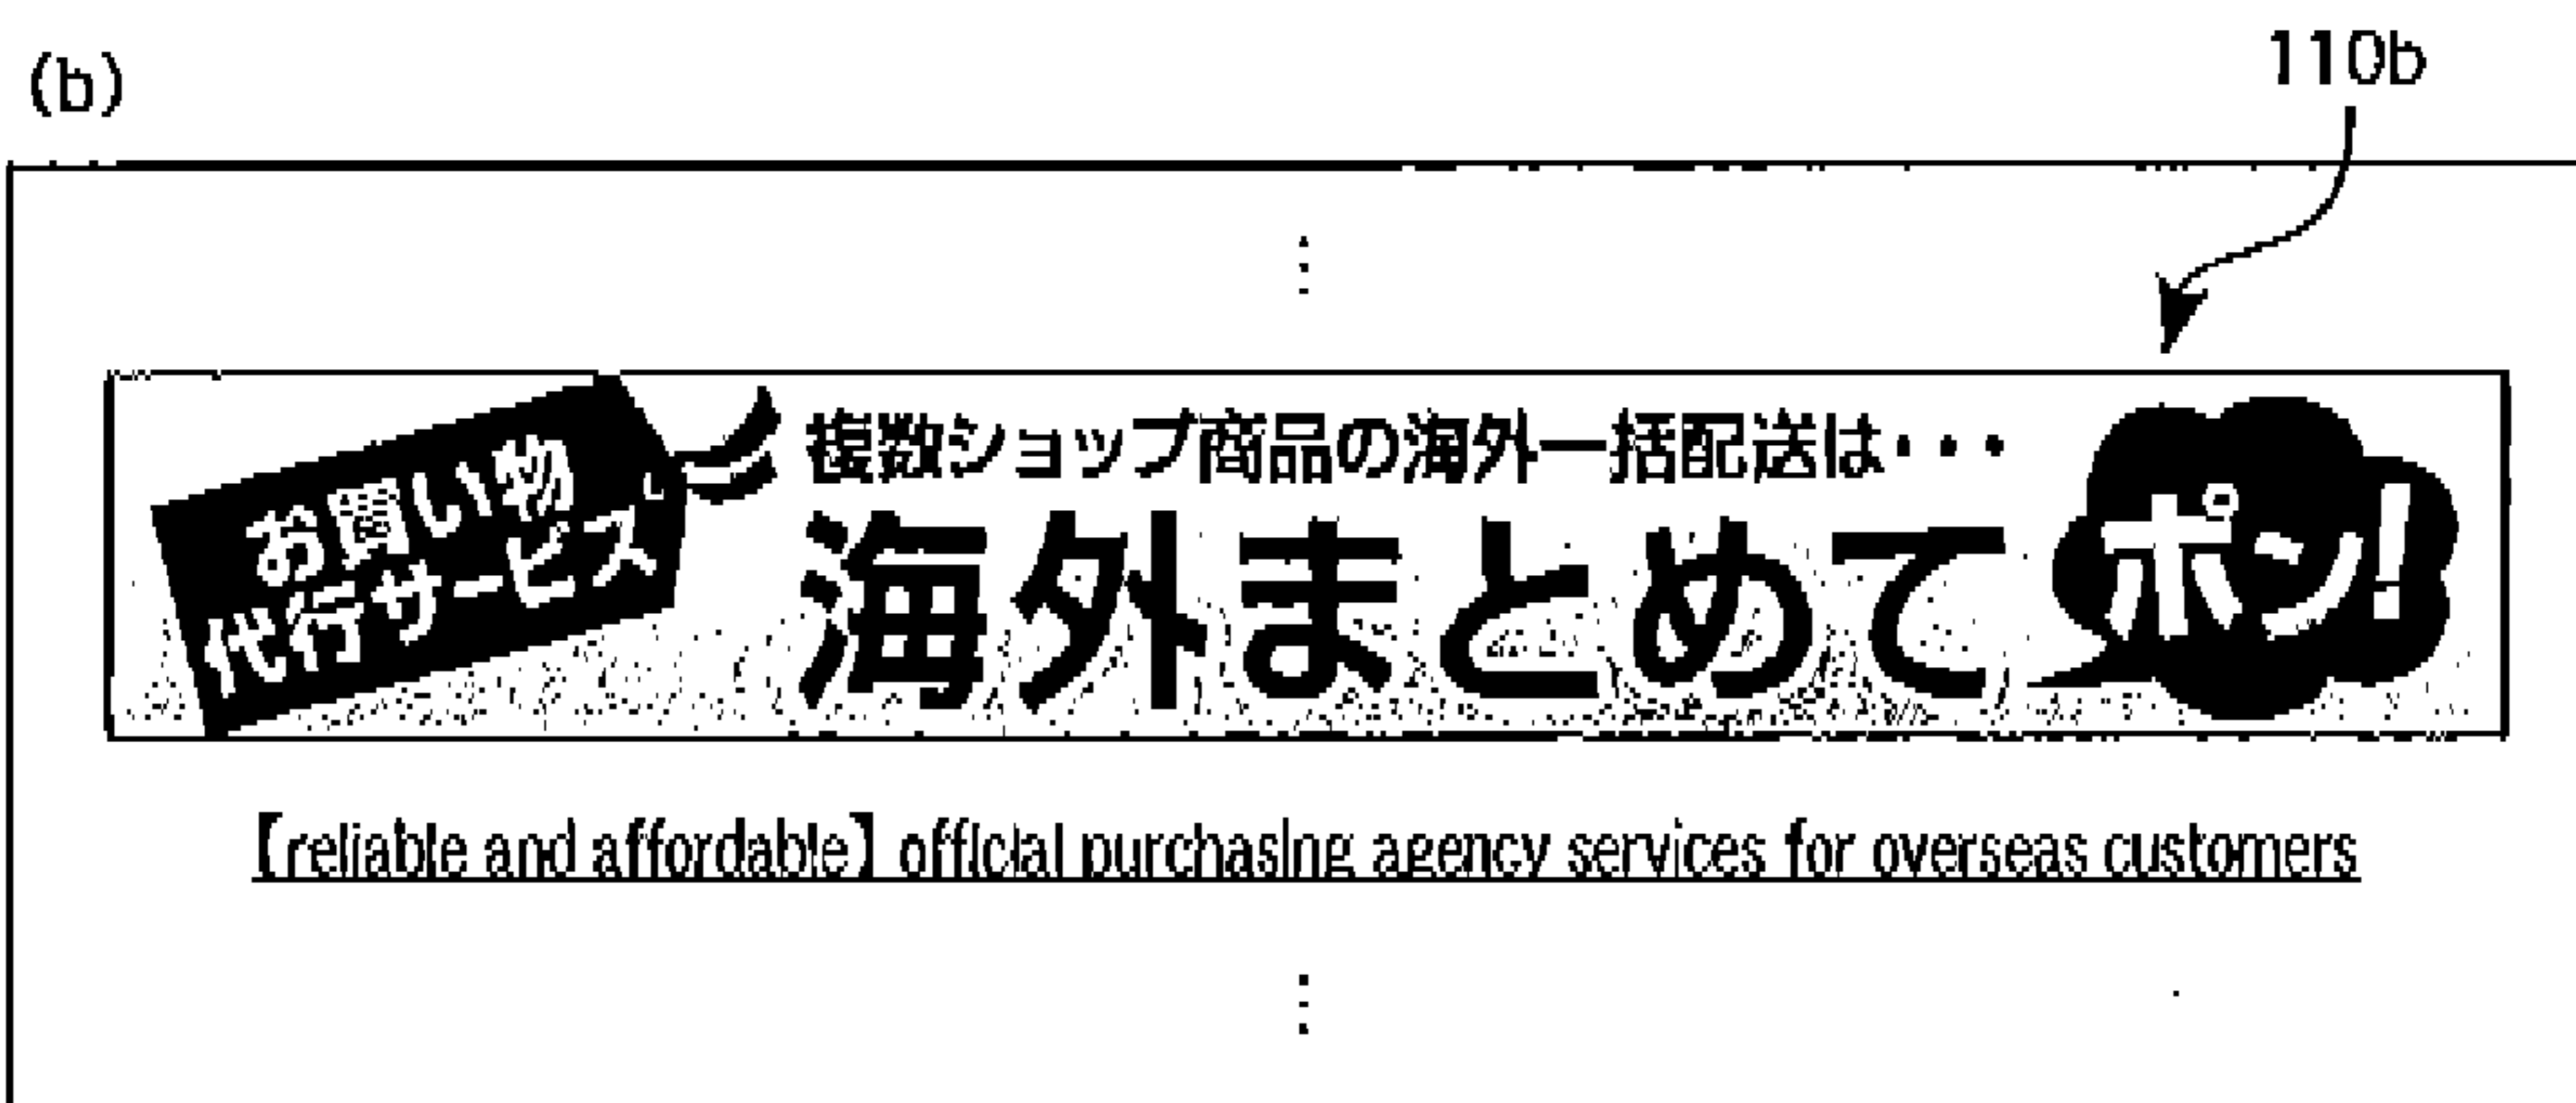 (b)
110b
お買い物
代行サービス
複数ショップ商品の海外一括配送は・・・
海外まとめて
ポン!
【reliable and affordable】official purchasing agency services for overseas customers